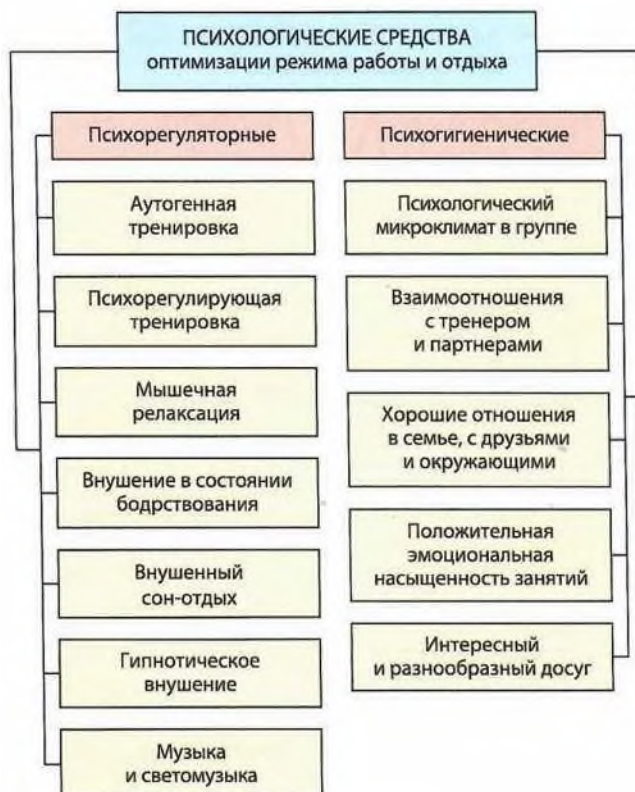 ПСИХОЛОГИЧЕСКИЕ СРЕДСТВА
оптимизации режима работы и отдыха
Психорегуляторные
Аутогенная
тренировка
Психорегулирующая
тренировка
Мышечная
релаксация
Внушение в состоянии
бодрствования
Внушенный
сон-отдых
Гипнотическое
внушение
Музыка
и светомузыка
Психогигиенические
Психологический
микроклимат в группе
Взаимоотношения
с тренером
и партнерами
Хорошие отношения
в семье, с друзьями
и окружающими
Положительная
эмоциональная
насыщенность занятий
Интересный
и разнообразный досуг